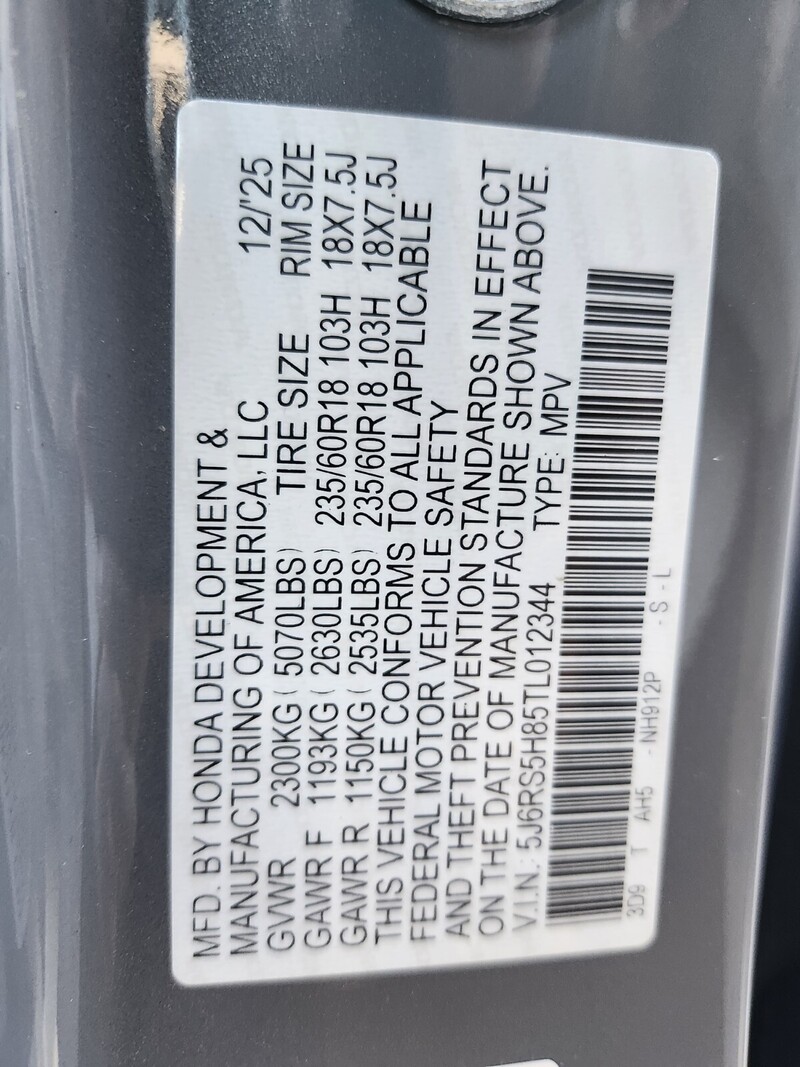 MFD. BY HONDA DEVELOPMENT &
MANUFACTURING OF AMERICA, LLC 12/'25
GVWR 2300KG ( 5070LBS) TIRE SIZE RIM SIZE
GAWR F 1193KG ( 2630LBS) 235/60R18 103H 18X7.5J
GAWR R 1150KG ( 2535LBS) 235/60R18 103H 18X7.5J
THIS VEHICLE CONFORMS TO ALL APPLICABLE
FEDERAL MOTOR VEHICLE SAFETY
AND THEFT PREVENTION STANDARDS IN EFFECT
ON THE DATE OF MANUFACTURE SHOWN ABOVE.
V.I.N.: 5J6RS5H85TL012344 TYPE: MPV
3D9 T AH5 - NH912P - S - L